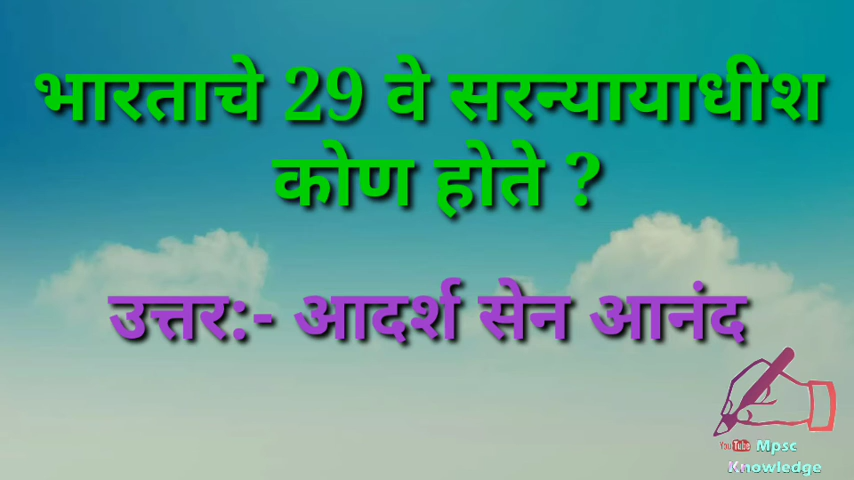 भारताचे 29 वे सरन्यायाधीश
कोण होते ?
उत्तर:- आदर्श सेन आनंद
YouTube Mpsc
Knowledge